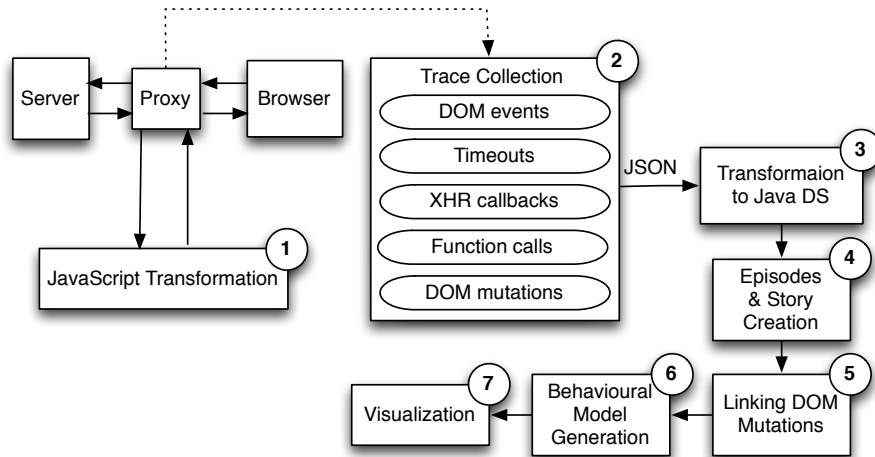 Server
Proxy
Browser
1
JavaScript Transformation
2
Trace Collection
DOM events
Timeouts
XHR callbacks
Function calls
DOM mutations
JSON
3
Transformaion
to Java DS
4
Episodes
& Story
Creation
5
Linking DOM
Mutations
6
Behavioural
Model
Generation
7
Visualization